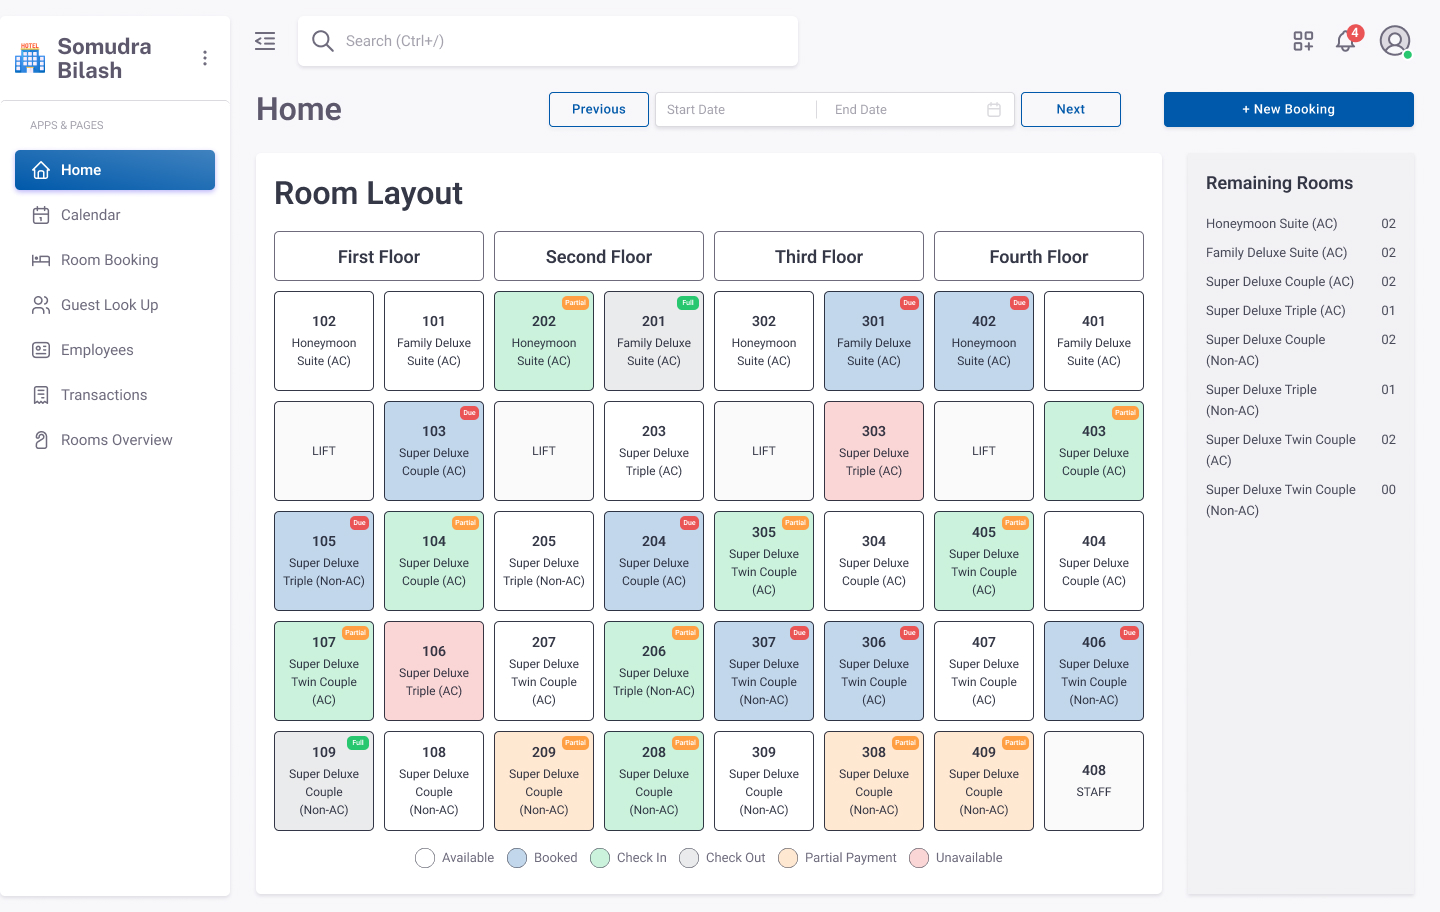 HOTEL
Somudra
Bilash
Search (Ctrl+/)
4
APPS & PAGES
Home
Calendar
1
Room Booking
Guest Look Up
Employees
Transactions
Rooms Overview
Home
Previous
Start Date
End Date
Next
+ New Booking
Room Layout
First Floor
Second Floor
Third Floor
Fourth Floor
102
Honeymoon
Suite (AC)
101
Family Deluxe
Suite (AC)
Partial
202
Honeymoon
Suite (AC)
Full
201
Family Deluxe
Suite (AC)
302
Honeymoon
Suite (AC)
Due
301
Family Deluxe
Suite (AC)
Due
402
Honeymoon
Suite (AC)
401
Family Deluxe
Suite (AC)
LIFT
Due
103
Super Deluxe
Couple (AC)
LIFT
203
Super Deluxe
Triple (AC)
LIFT
303
Super Deluxe
Triple (AC)
LIFT
Partial
403
Super Deluxe
Couple (AC)
Due
105
Super Deluxe
Triple (Non-AC)
Partial
104
Super Deluxe
Couple (AC)
205
Super Deluxe
Triple (Non-AC)
Due
204
Super Deluxe
Couple (AC)
Partial
305
Super Deluxe
Twin Couple
(AC)
304
Super Deluxe
Couple (AC)
Partial
405
Super Deluxe
Twin Couple
(AC)
404
Super Deluxe
Couple (AC)
Partial
107
Super Deluxe
Twin Couple
(AC)
106
Super Deluxe
Triple (AC)
207
Super Deluxe
Twin Couple
(AC)
Partial
206
Super Deluxe
Triple (Non-AC)
Due
307
Super Deluxe
Twin Couple
(Non-AC)
Due
306
Super Deluxe
Twin Couple
(AC)
407
Super Deluxe
Twin Couple
(AC)
Due
406
Super Deluxe
Twin Couple
(Non-AC)
Full
109
Super Deluxe
Couple
(Non-AC)
108
Super Deluxe
Couple
(Non-AC)
Partial
209
Super Deluxe
Couple
(Non-AC)
Partial
208
Super Deluxe
Couple
(Non-AC)
309
Super Deluxe
Couple
(Non-AC)
Partial
308
Super Deluxe
Couple
(Non-AC)
Partial
409
Super Deluxe
Couple
(Non-AC)
408
STAFF
Available
Booked
Check In
Check Out
Partial Payment
Unavailable
Remaining Rooms
Honeymoon Suite (AC) 02
Family Deluxe Suite (AC) 02
Super Deluxe Couple (AC) 02
Super Deluxe Triple (AC) 01
Super Deluxe Couple 02
(Non-AC)
Super Deluxe Triple 01
(Non-AC)
Super Deluxe Twin Couple 02
(AC)
Super Deluxe Twin Couple 00
(Non-AC)